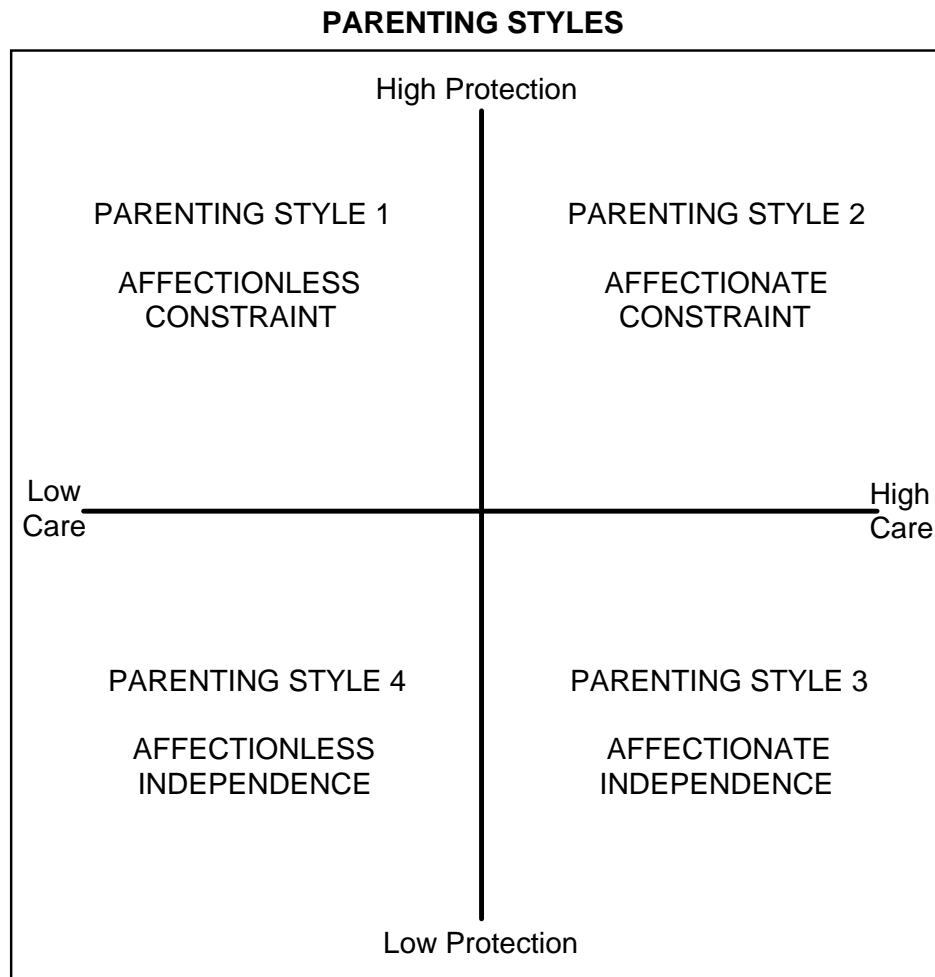 PARENTING STYLES
High Protection
PARENTING STYLE 1
AFFECTIONLESS
CONSTRAINT
PARENTING STYLE 2
AFFECTIONATE
CONSTRAINT
Low
Care
High
Care
PARENTING STYLE 4
AFFECTIONLESS
INDEPENDENCE
PARENTING STYLE 3
AFFECTIONATE
INDEPENDENCE
Low Protection